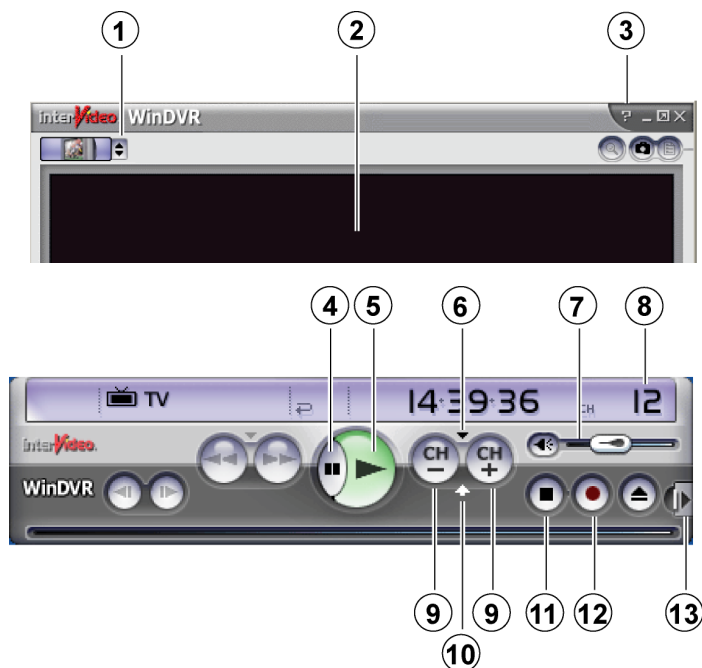 1 2 3
interVideo WinDVR ? _ X
4 5 6 7 8
TV 14:39:36 CH 12
interVideo.
CH - CH +
WinDVR
9 9 11 12 13
10